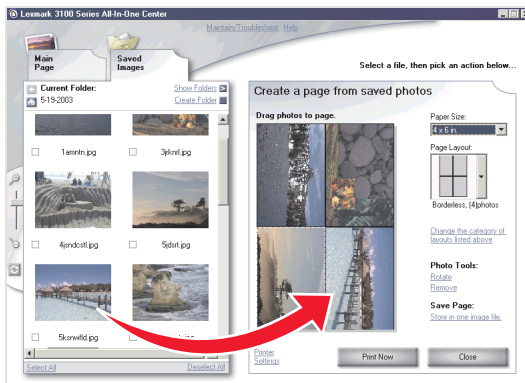 Lexmark 3100 Series All-In-One Center
Maintain/Troubleshoot Help
Main Page
Saved Images
Select a file, then pick an action below...
Current Folder:
Show Folders
5-19-2003
Create Folder
1amntn.jpg
3jrknrl.jpg
4jsndcstl.jpg
5jdsrt.jpg
5ksnwfld.jpg
Select All
Deselect All
Create a page from saved photos
Drag photos to page.
Paper Size:
4 x 6 in.
Page Layout:
Borderless, (4)photos
Change the category of
layouts listed above
Photo Tools:
Rotate
Remove
Save Page:
Store in one image file.
Printer
Settings
Print Now
Close